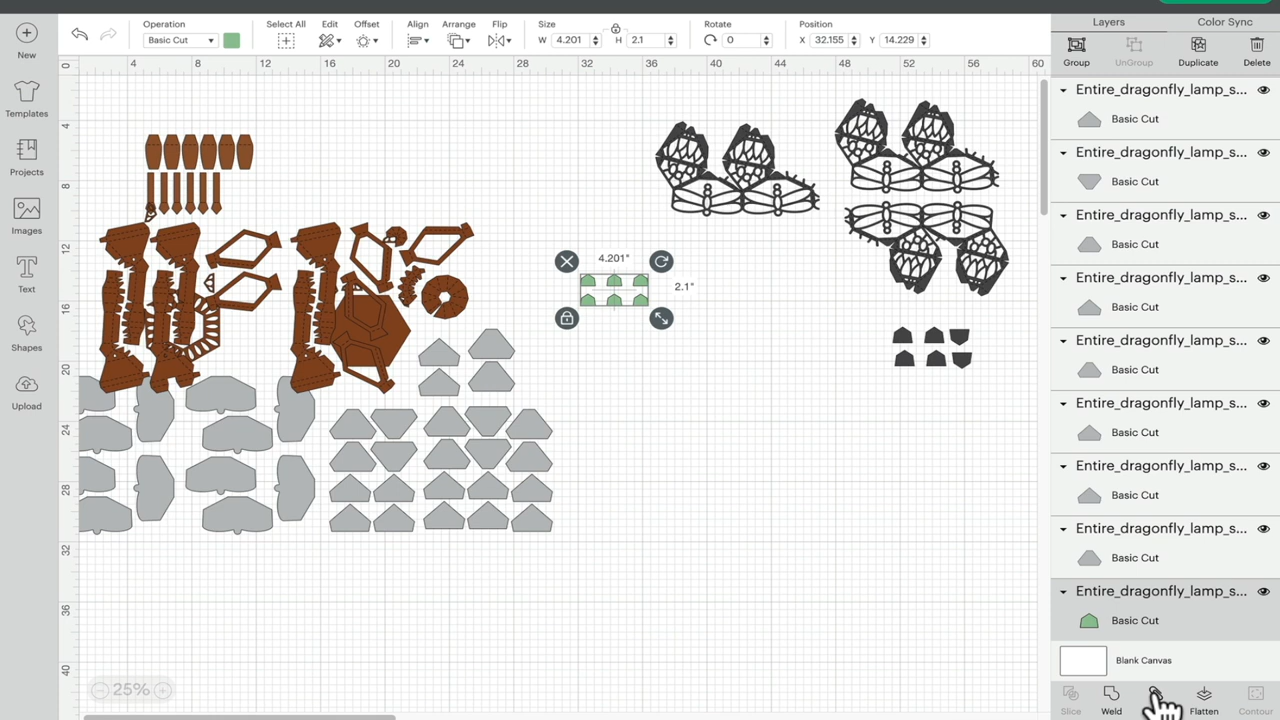 Operation
Basic Cut
Select All
Edit
Offset
Align
Arrange
Flip
Size
W 4.201
H 2.1
Rotate
0
Position
X 32.155
Y 14.229
Layers
Color Sync
Group
UnGroup
Duplicate
Delete
New
Templates
Projects
Images
Text
Shapes
Upload
0
4
8
12
16
20
24
28
32
36
40
44
48
52
56
60
4
8
12
16
20
24
28
32
36
40
4.201"
2.1"
25%
Entire_dragonfly_lamp_s...
Basic Cut
Entire_dragonfly_lamp_s...
Basic Cut
Entire_dragonfly_lamp_s...
Basic Cut
Entire_dragonfly_lamp_s...
Basic Cut
Entire_dragonfly_lamp_s...
Basic Cut
Entire_dragonfly_lamp_s...
Basic Cut
Entire_dragonfly_lamp_s...
Basic Cut
Entire_dragonfly_lamp_s...
Basic Cut
Entire_dragonfly_lamp_s...
Basic Cut
Blank Canvas
Slice
Weld
Flatten
Contour